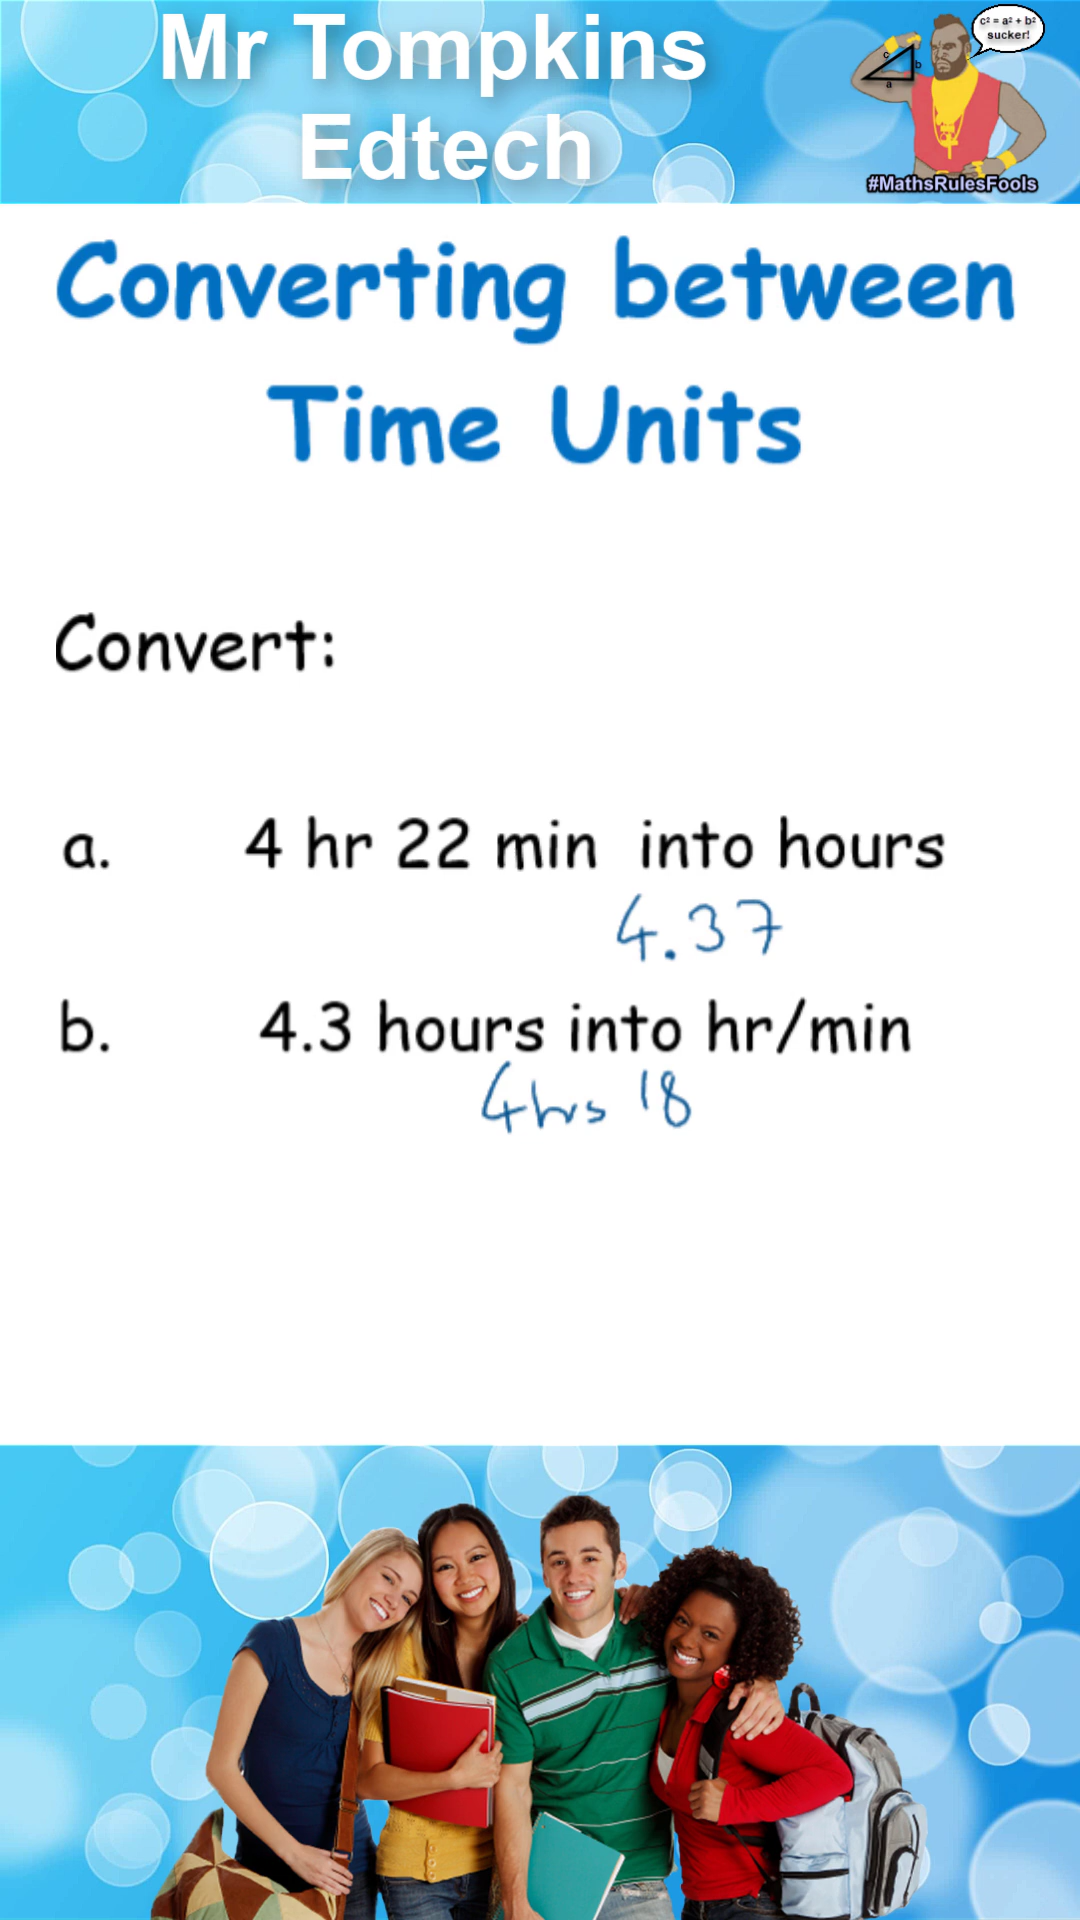 Mr Tompkins
Edtech
c² = a² + b²
sucker!
c
b
a
#MathsRulesFools
Converting between
Time Units
Convert:
a. 4 hr 22 min into hours
4.37
b. 4.3 hours into hr/min
4hrs 18